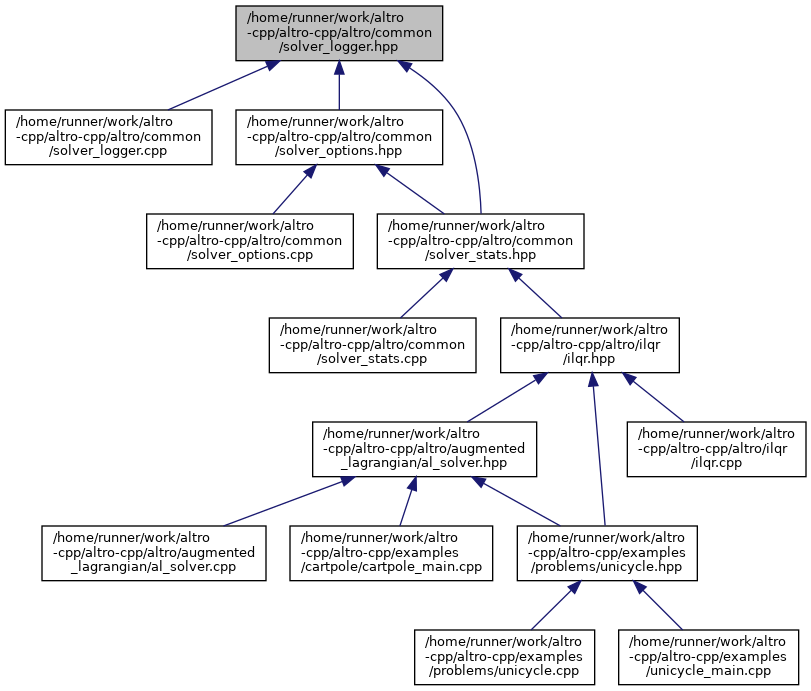 /home/runner/work/altro
-cpp/altro-cpp/altro/common
/solver_logger.hpp
/home/runner/work/altro
-cpp/altro-cpp/altro/common
/solver_logger.cpp
/home/runner/work/altro
-cpp/altro-cpp/altro/common
/solver_options.hpp
/home/runner/work/altro
-cpp/altro-cpp/altro/common
/solver_options.cpp
/home/runner/work/altro
-cpp/altro-cpp/altro/common
/solver_stats.hpp
/home/runner/work/altro
-cpp/altro-cpp/altro/common
/solver_stats.cpp
/home/runner/work/altro
-cpp/altro-cpp/altro/ilqr
/ilqr.hpp
/home/runner/work/altro
-cpp/altro-cpp/altro/augmented
_lagrangian/al_solver.hpp
/home/runner/work/altro
-cpp/altro-cpp/altro/ilqr
/ilqr.cpp
/home/runner/work/altro
-cpp/altro-cpp/altro/augmented
_lagrangian/al_solver.cpp
/home/runner/work/altro
-cpp/altro-cpp/examples
/cartpole/cartpole_main.cpp
/home/runner/work/altro
-cpp/altro-cpp/examples
/problems/unicycle.hpp
/home/runner/work/altro
-cpp/altro-cpp/examples
/problems/unicycle.cpp
/home/runner/work/altro
-cpp/altro-cpp/examples
/unicycle_main.cpp